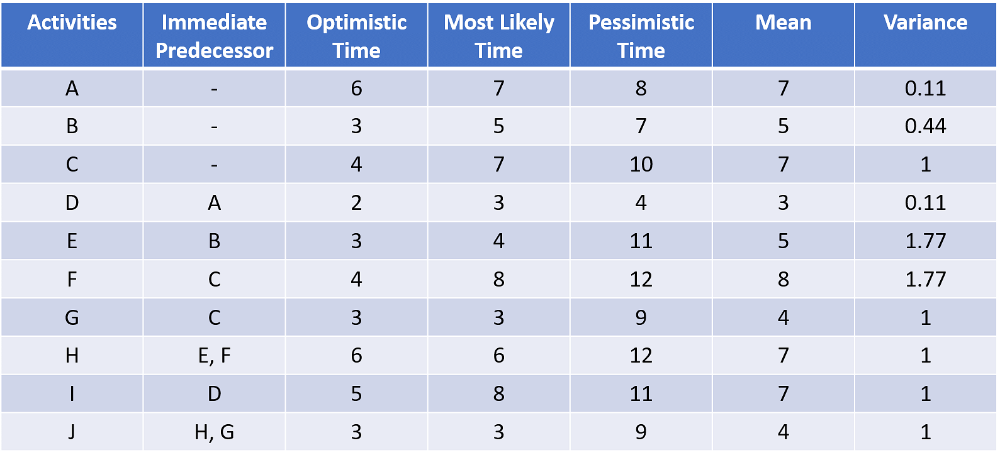 Activities Immediate Predecessor Optimistic Time Most Likely Time Pessimistic Time Mean Variance
A - 6 7 8 7 0.11
B - 3 5 7 5 0.44
C - 4 7 10 7 1
D A 2 3 4 3 0.11
E B 3 4 11 5 1.77
F C 4 8 12 8 1.77
G C 3 3 9 4 1
H E, F 6 6 12 7 1
I D 5 8 11 7 1
J H, G 3 3 9 4 1